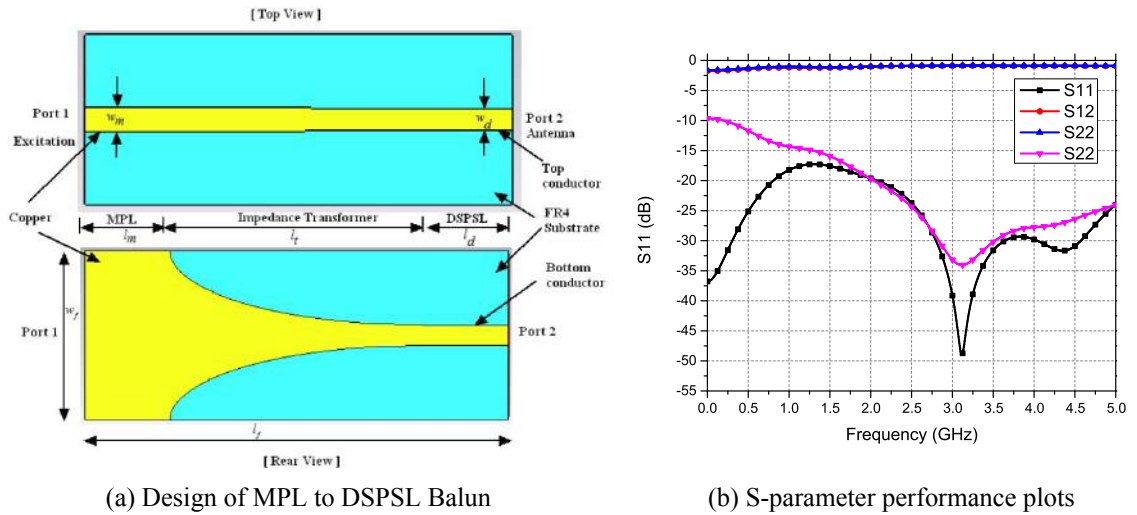 [ Top View ]
Port 1
w_m
w_d
Port 2
Excitation
Antenna
Top
conductor
Copper
MPL
Impedance Transformer
DSPSL
FR4
Substrate
l_m
l_t
l_d
Bottom
conductor
w_f
Port 1
Port 2
l_f
[ Rear View ]
(a) Design of MPL to DSPSL Balun
S11 (dB)
0
-5
-10
-15
-20
-25
-30
-35
-40
-45
-50
-55
S11
S12
S22
S22
0.0 0.5 1.0 1.5 2.0 2.5 3.0 3.5 4.0 4.5 5.0
Frequency (GHz)
(b) S-parameter performance plots